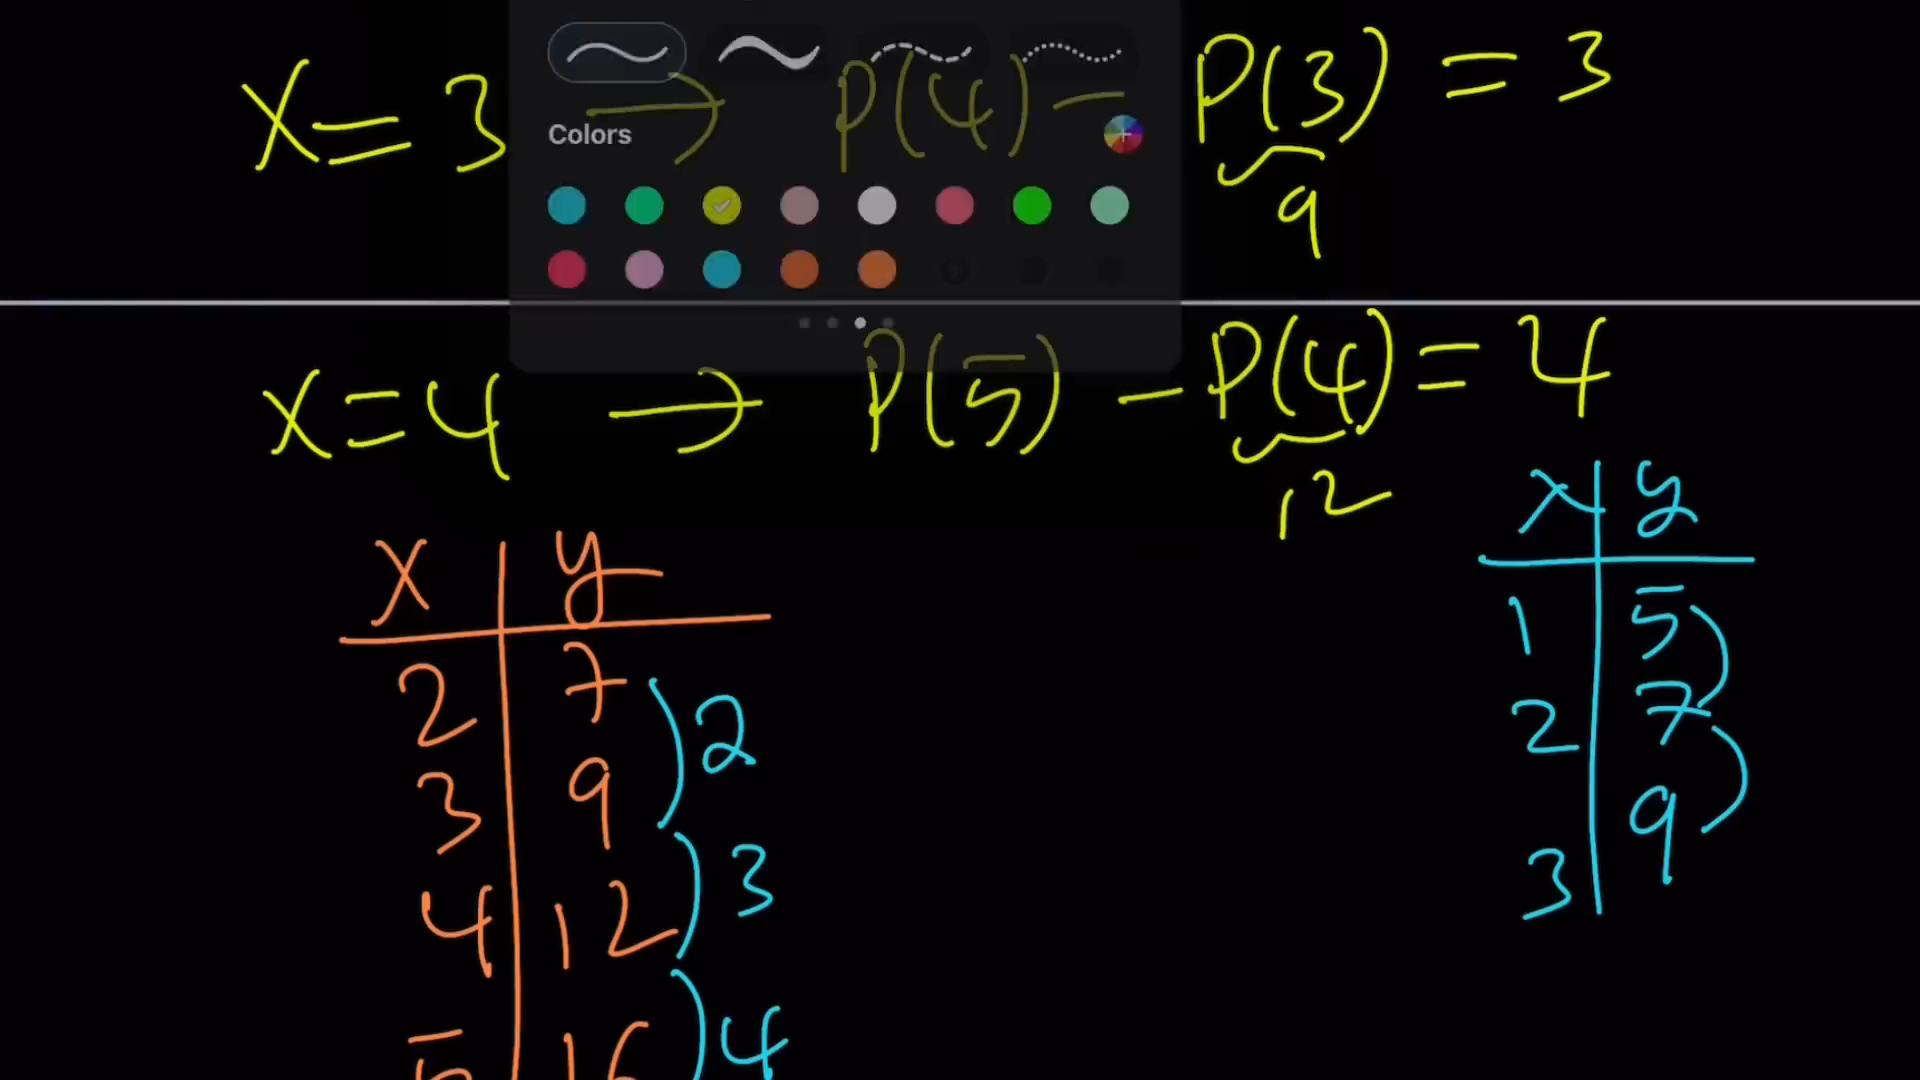 X=3 → P(4) - P(3) = 3
9
Colors
X=4 → P(5) - P(4) = 4
12
x y
2 7
3 9
4 12
5 16
2
3
4
x y
1 5
2 7
3 9